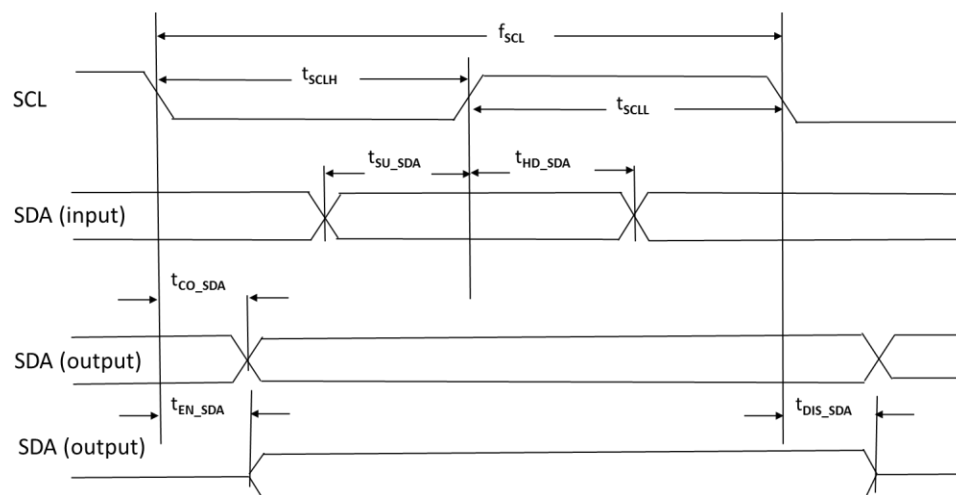 fSCL
tSCLH
SCL
tSCLL
tSU_SDA tHD_SDA
SDA (input)
tCO_SDA
SDA (output)
tEN_SDA tDIS_SDA
SDA (output)